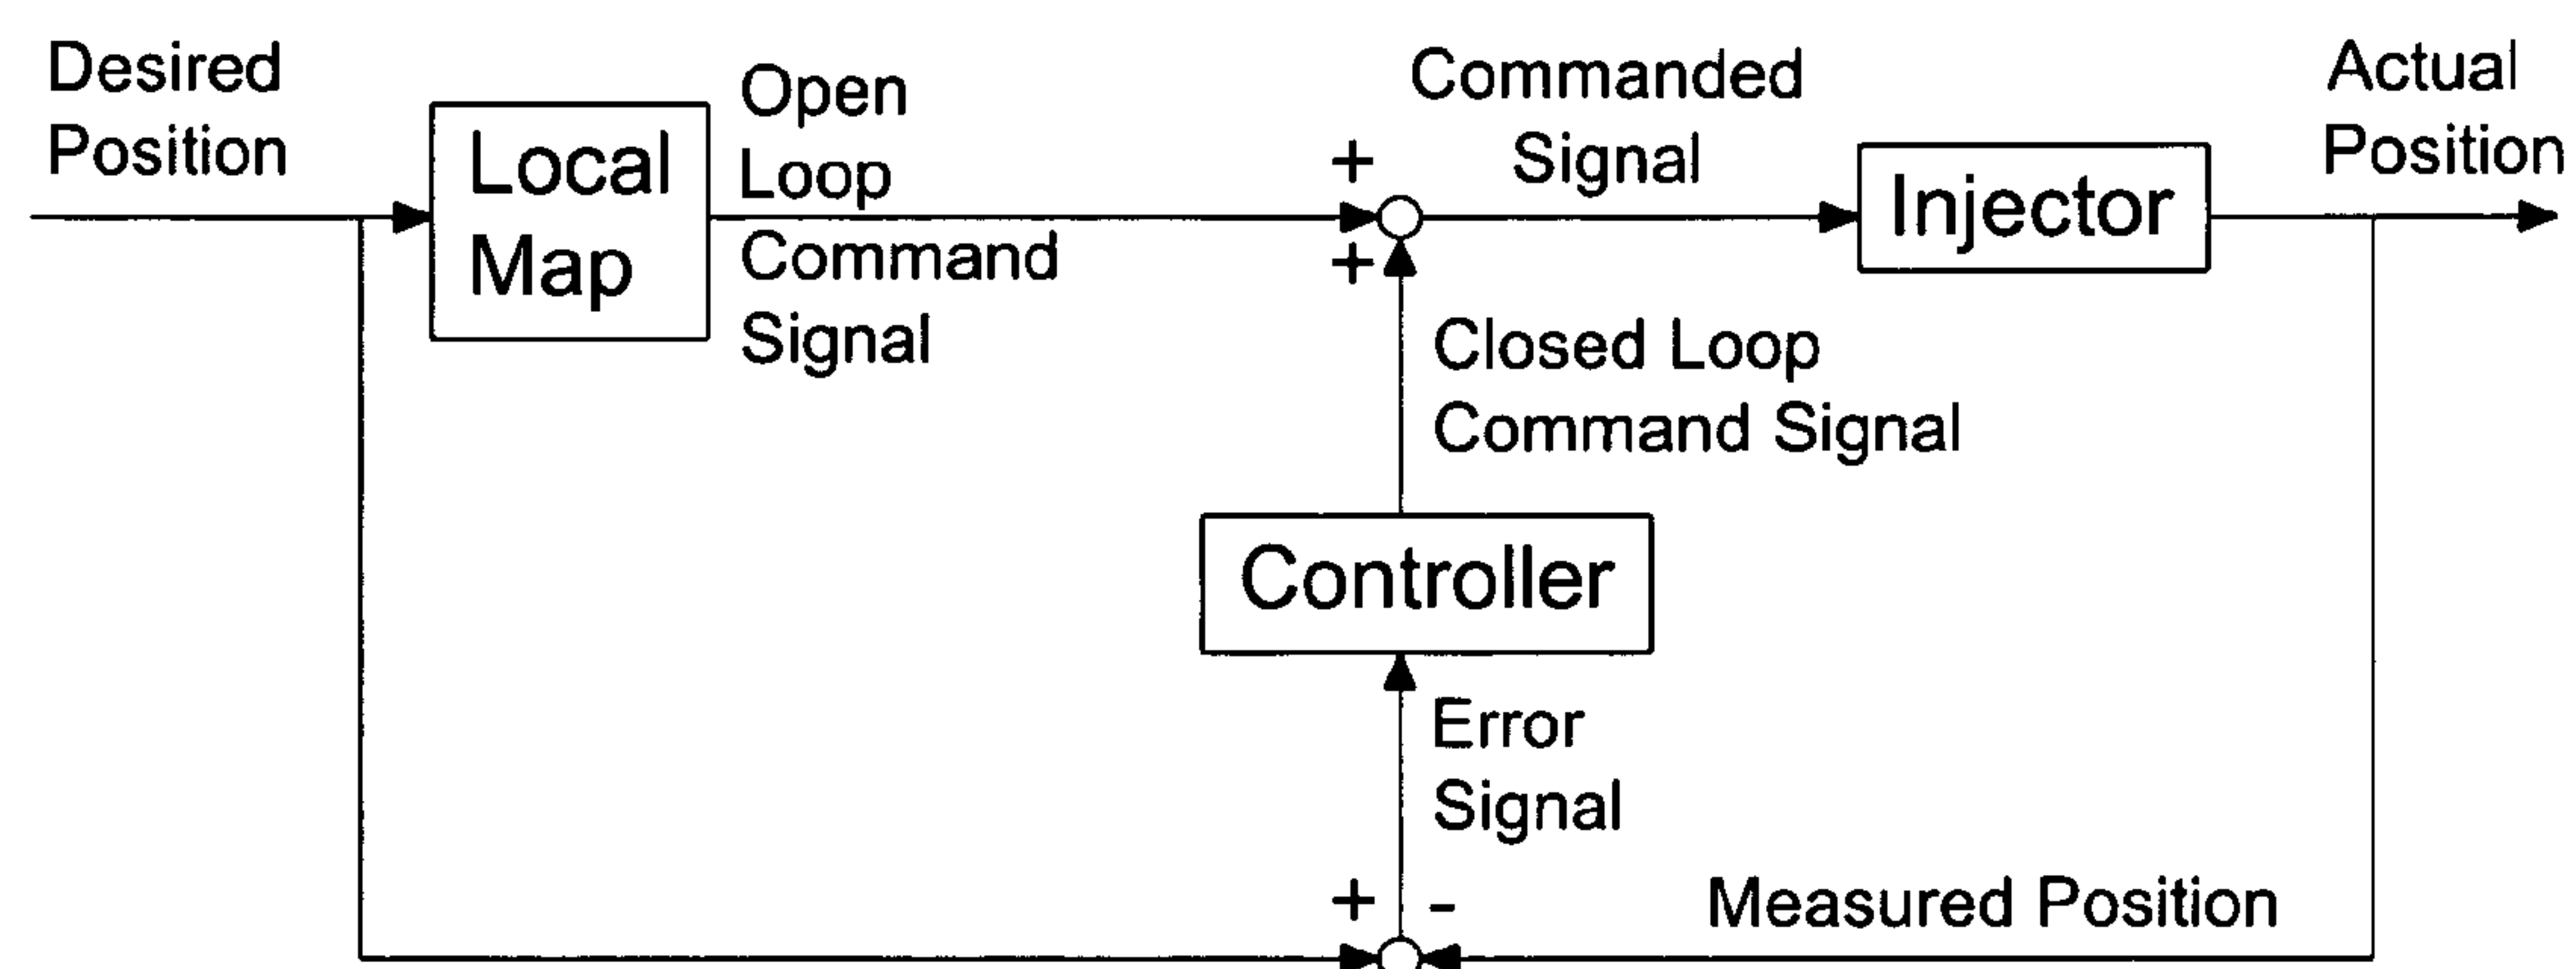 Desired
Position
Local
Map
Open
Loop
Command
Signal
+
+
Commanded
Signal
Injector
Actual
Position
Closed Loop
Command Signal
Controller
Error
Signal
+ -
Measured Position